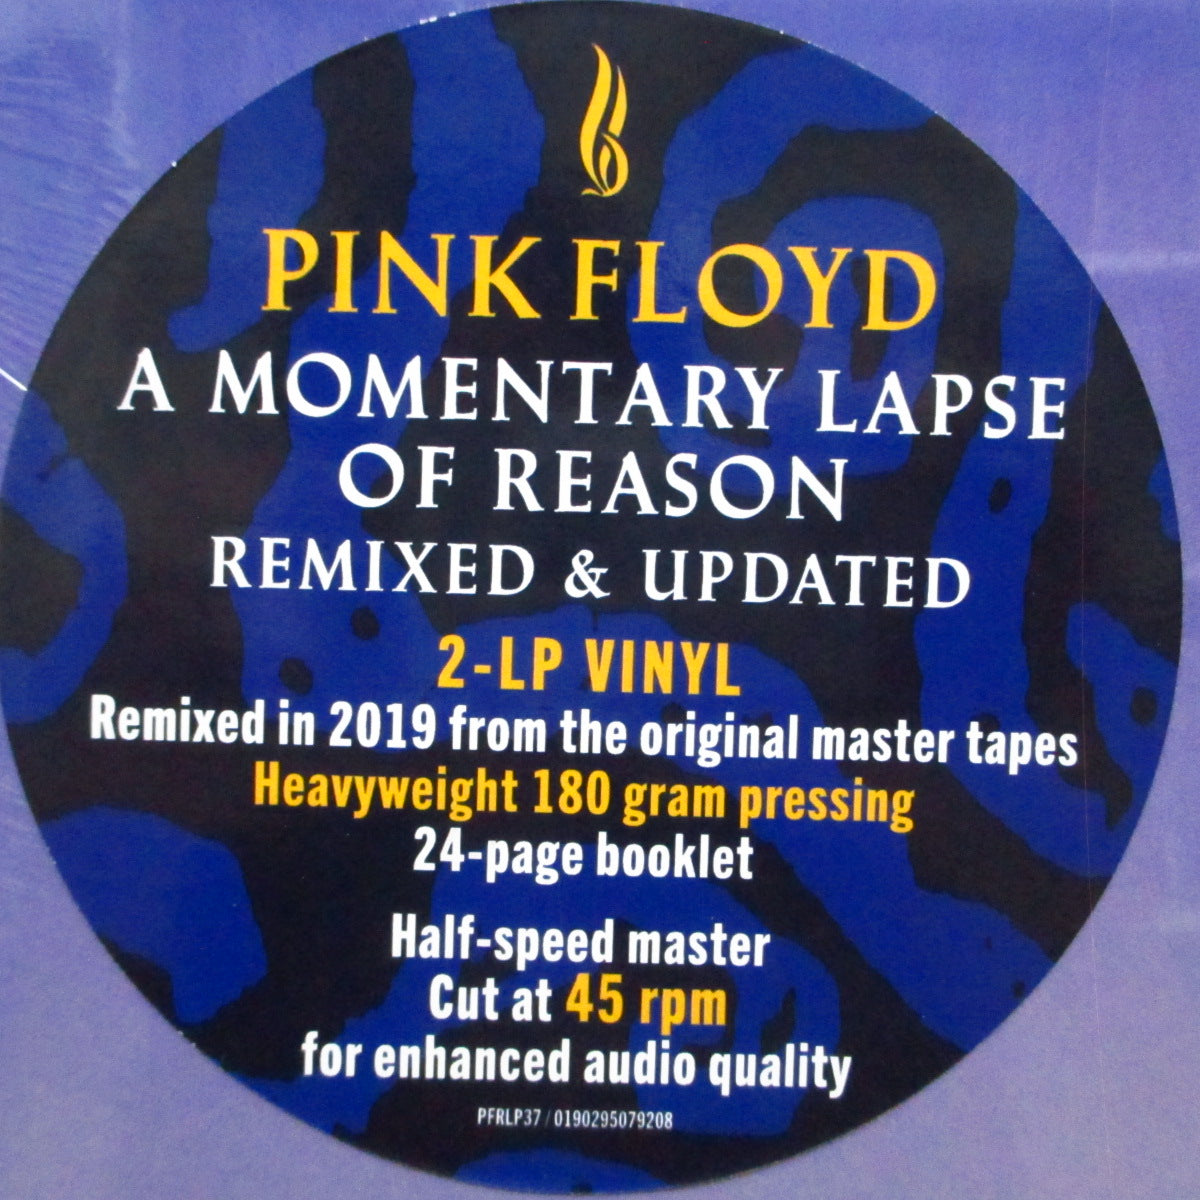 PINK FLOYD
A MOMENTARY LAPSE
OF REASON
REMIXED & UPDATED
2-LP VINYL
Remixed in 2019 from the original master tapes
Heavyweight 180 gram pressing
24-page booklet
Half-speed master
Cut at 45 rpm
for enhanced audio quality
PFRLP37 / 0190295079208